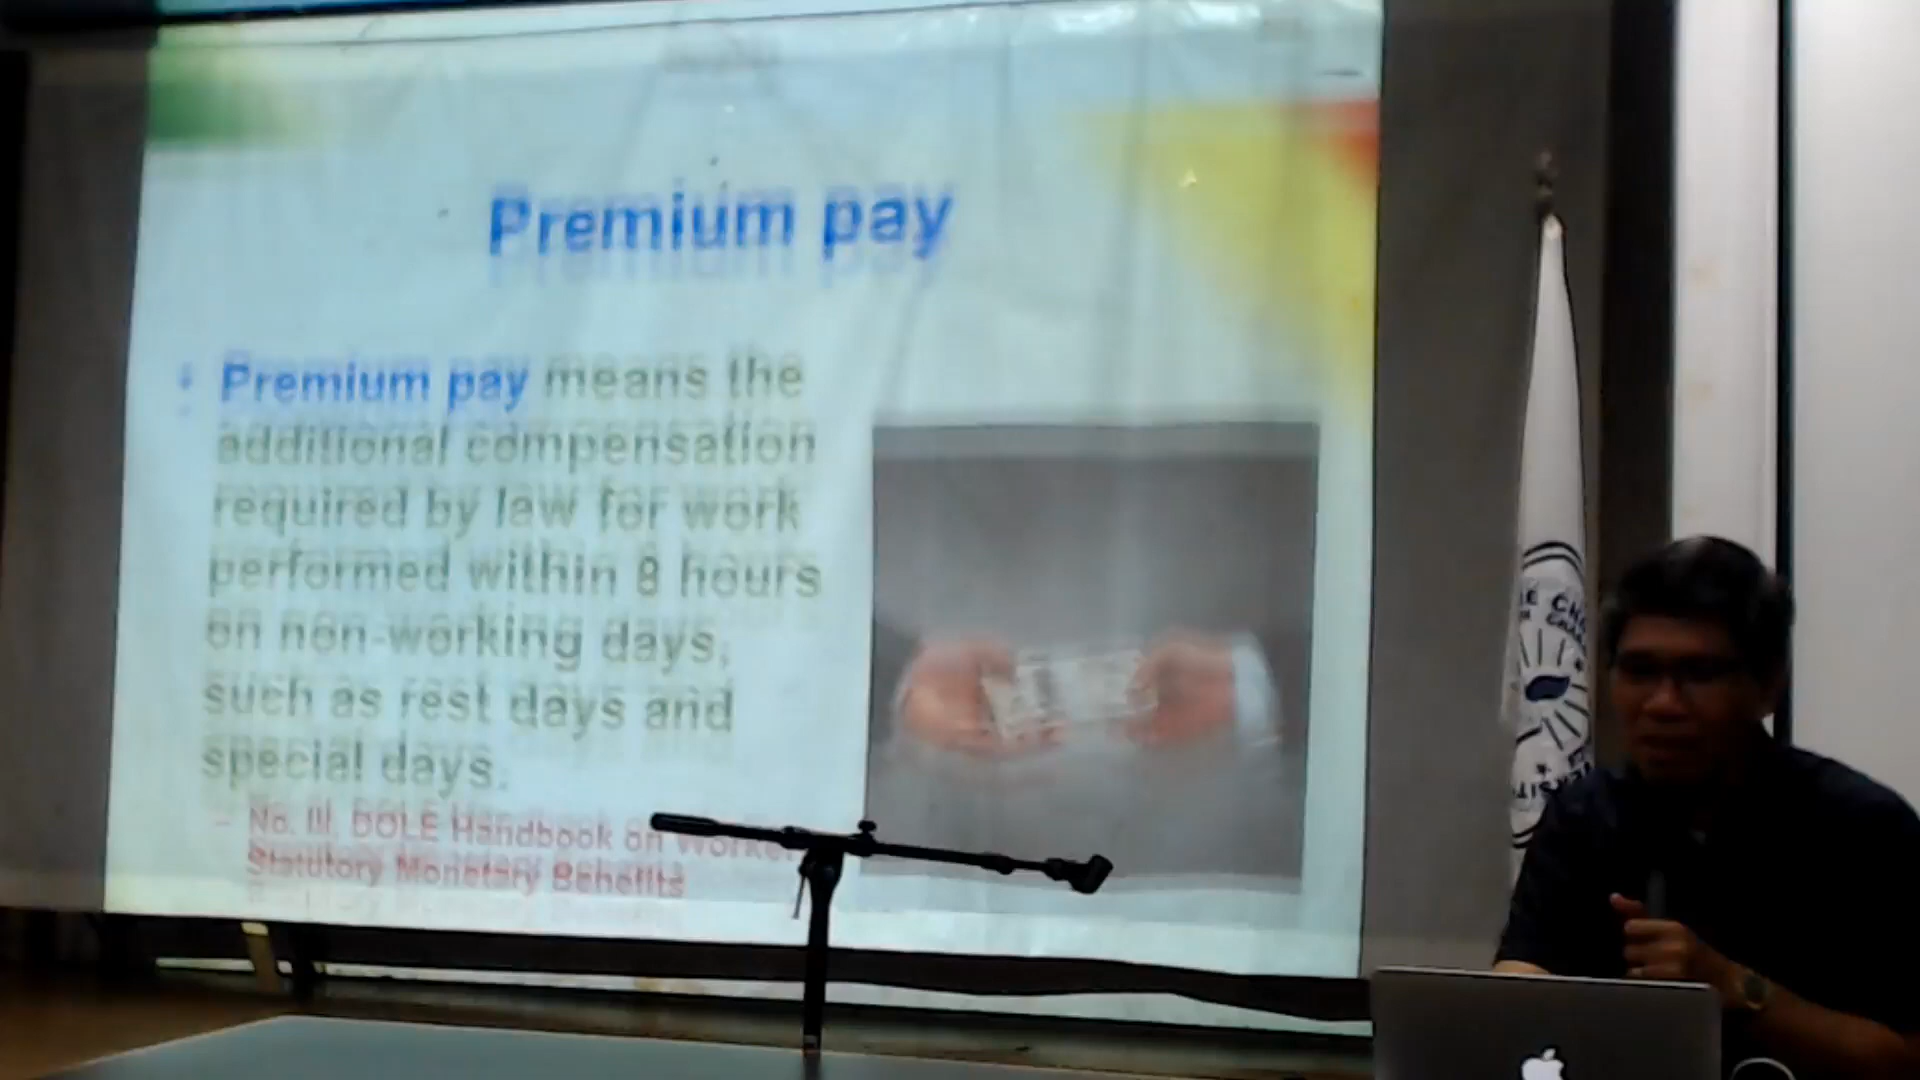 Premium pay
Premium pay means the
additional compensation
required by law for work
performed within 8 hours
on non-working days,
such as rest days and
special days.
– No. III, DOLE Handbook on
Statutory Monetary Benefits